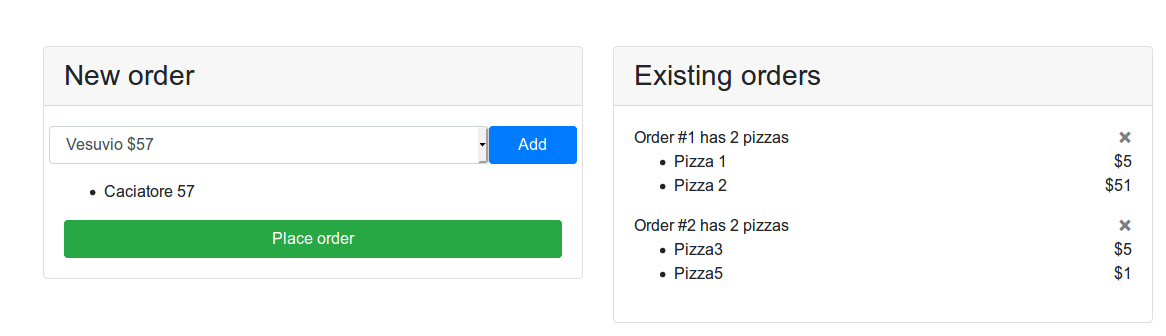 New order
Vesuvio $57
Add
Caciatore 57
Place order
Existing orders
Order #1 has 2 pizzas ×
Pizza 1 $5
Pizza 2 $51
Order #2 has 2 pizzas ×
Pizza3 $5
Pizza5 $1